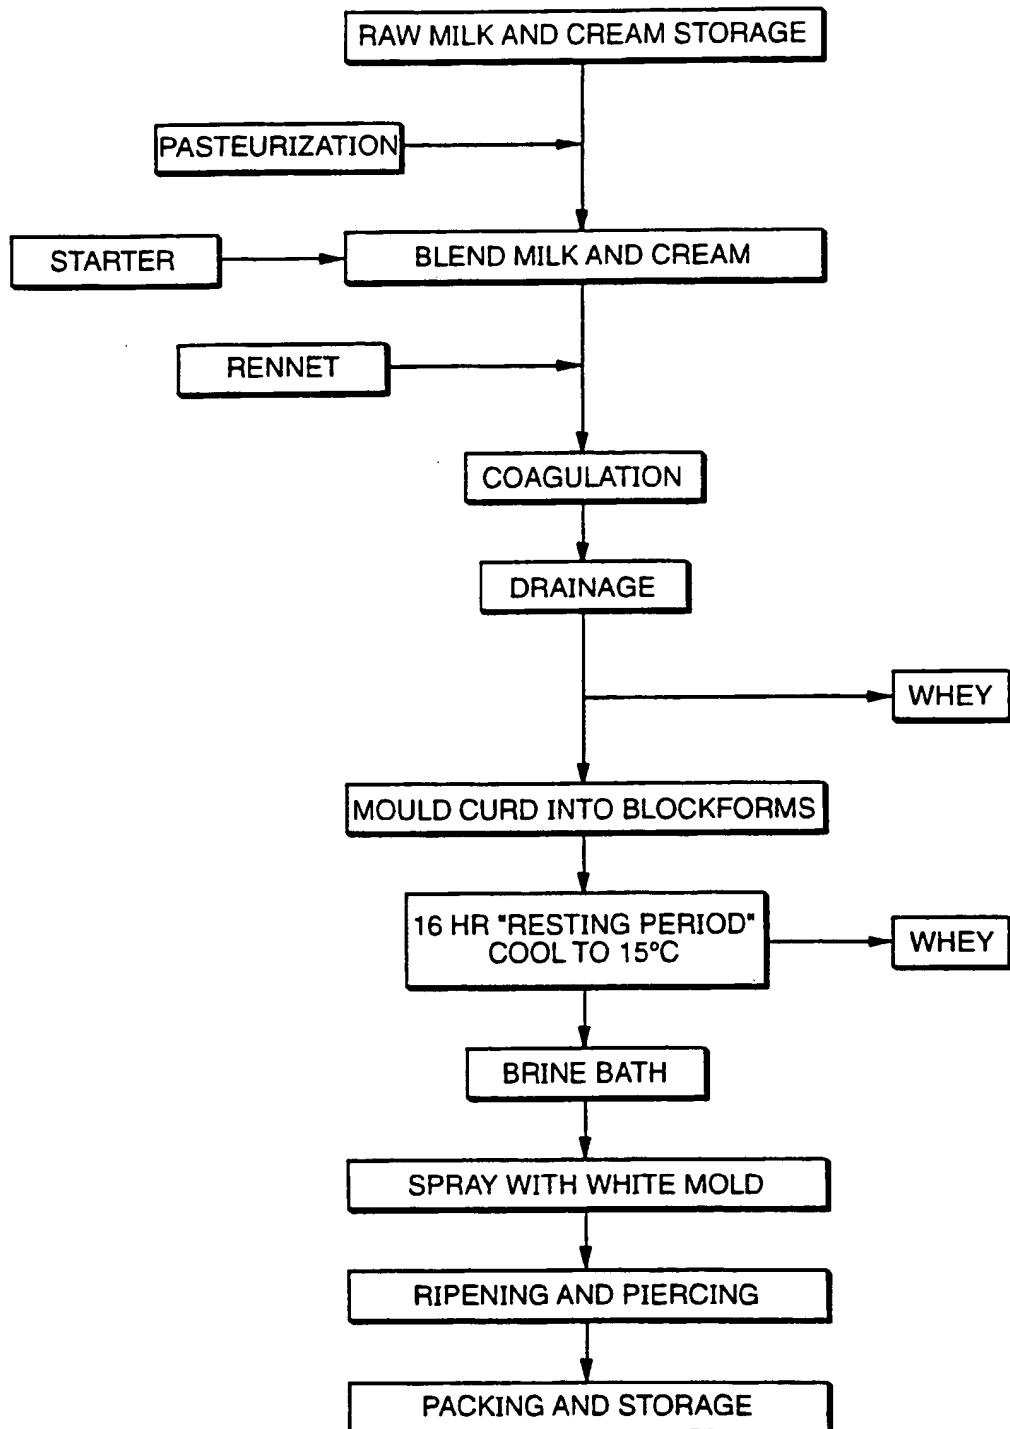 RAW MILK AND CREAM STORAGE
PASTEURIZATION
STARTER
BLEND MILK AND CREAM
RENNET
COAGULATION
DRAINAGE
WHEY
MOULD CURD INTO BLOCKFORMS
16 HR "RESTING PERIOD"
COOL TO 15°C
WHEY
BRINE BATH
SPRAY WITH WHITE MOLD
RIPENING AND PIERCING
PACKING AND STORAGE